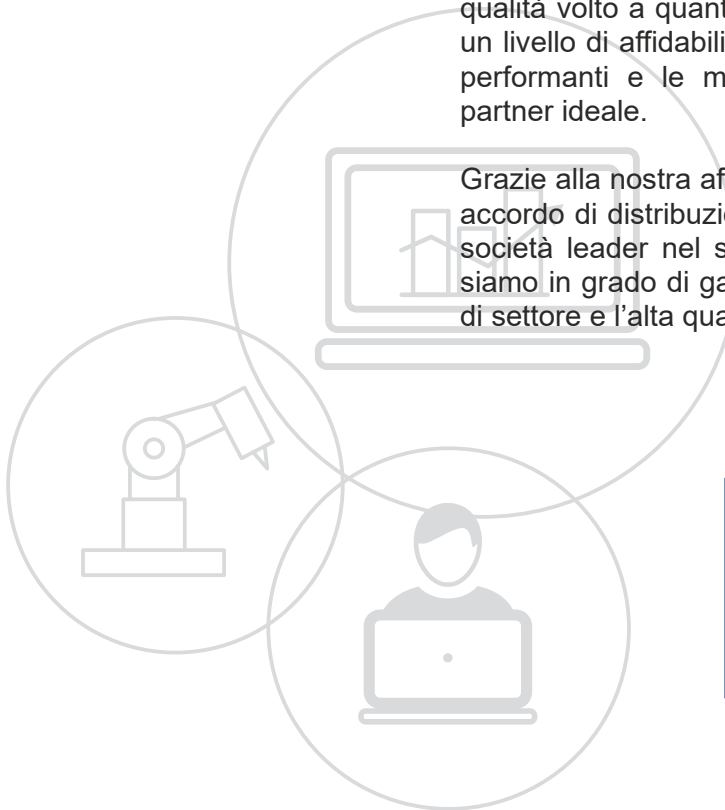 qualità volto a quant
un livello di affidabili
performanti e le m
partner ideale.
Grazie alla nostra af
accordo di distribuzi
società leader nel s
siamo in grado di ga
di settore e l'alta qua